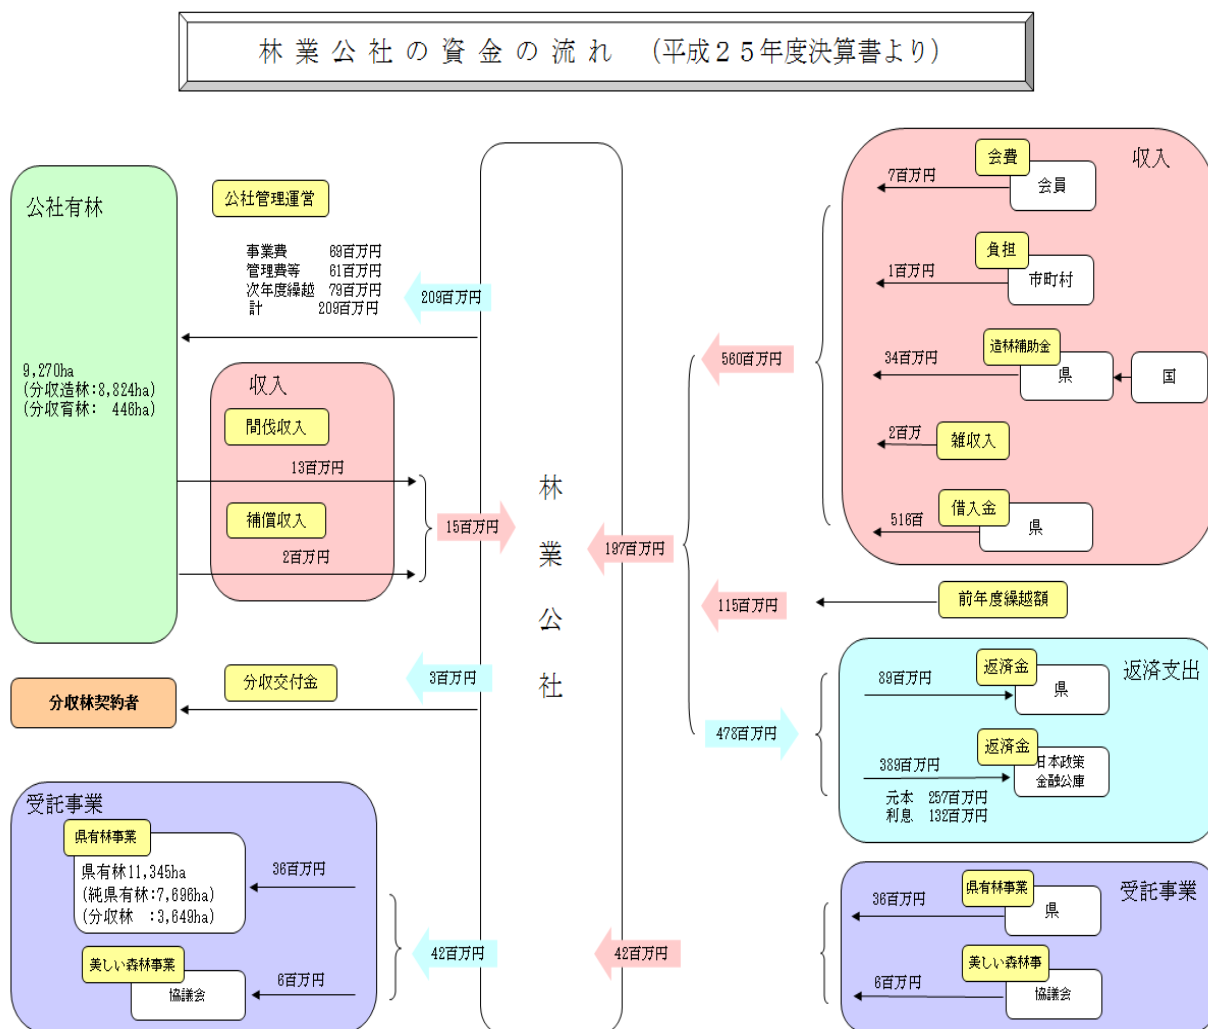 林業公社の資金の流れ （平成２５年度決算書より）
公社有林
9,270ha
(分収造林:8,824ha)
(分収育林: 446ha)
公社管理運営
事業費 69百万円
管理費等 61百万円
次年度繰越 79百万円
計 209百万円
209百万円
収入
間伐収入
13百万円
補償収入
2百万円
15百万円
分収林契約者
分収交付金
3百万円
受託事業
県有林事業
県有林11,345ha
(純県有林:7,696ha)
(分収林 :3,649ha)
36百万円
美しい森林事業
協議会
6百万円
42百万円
林業公社
収入
会費
会員
7百万円
負担
市町村
1百万円
造林補助金
県
国
34百万円
雑収入
2百万
借入金
県
516百
560百万円
197百万円
115百万円
前年度繰越額
478百万円
返済支出
返済金
県
89百万円
返済金
日本政策
金融公庫
389百万円
元本 257百万円
利息 132百万円
受託事業
県有林事業
県
36百万円
美しい森林事
協議会
6百万円
42百万円